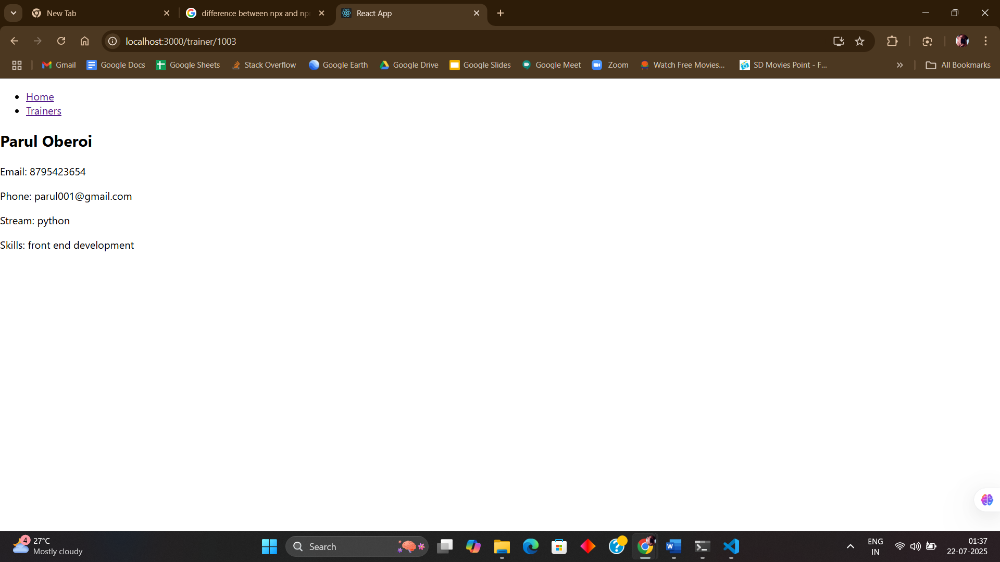 New Tab
difference between npx and np
React App
localhost:3000/trainer/1003
Gmail
Google Docs
Google Sheets
Stack Overflow
Google Earth
Google Drive
Google Slides
Google Meet
Zoom
Watch Free Movies...
SD Movies Point - F...
All Bookmarks
Home
Trainers
Parul Oberoi
Email: 8795423654
Phone: parul001@gmail.com
Stream: python
Skills: front end development
4
27°C
Mostly cloudy
Search
ENG
IN
01:37
22-07-2025